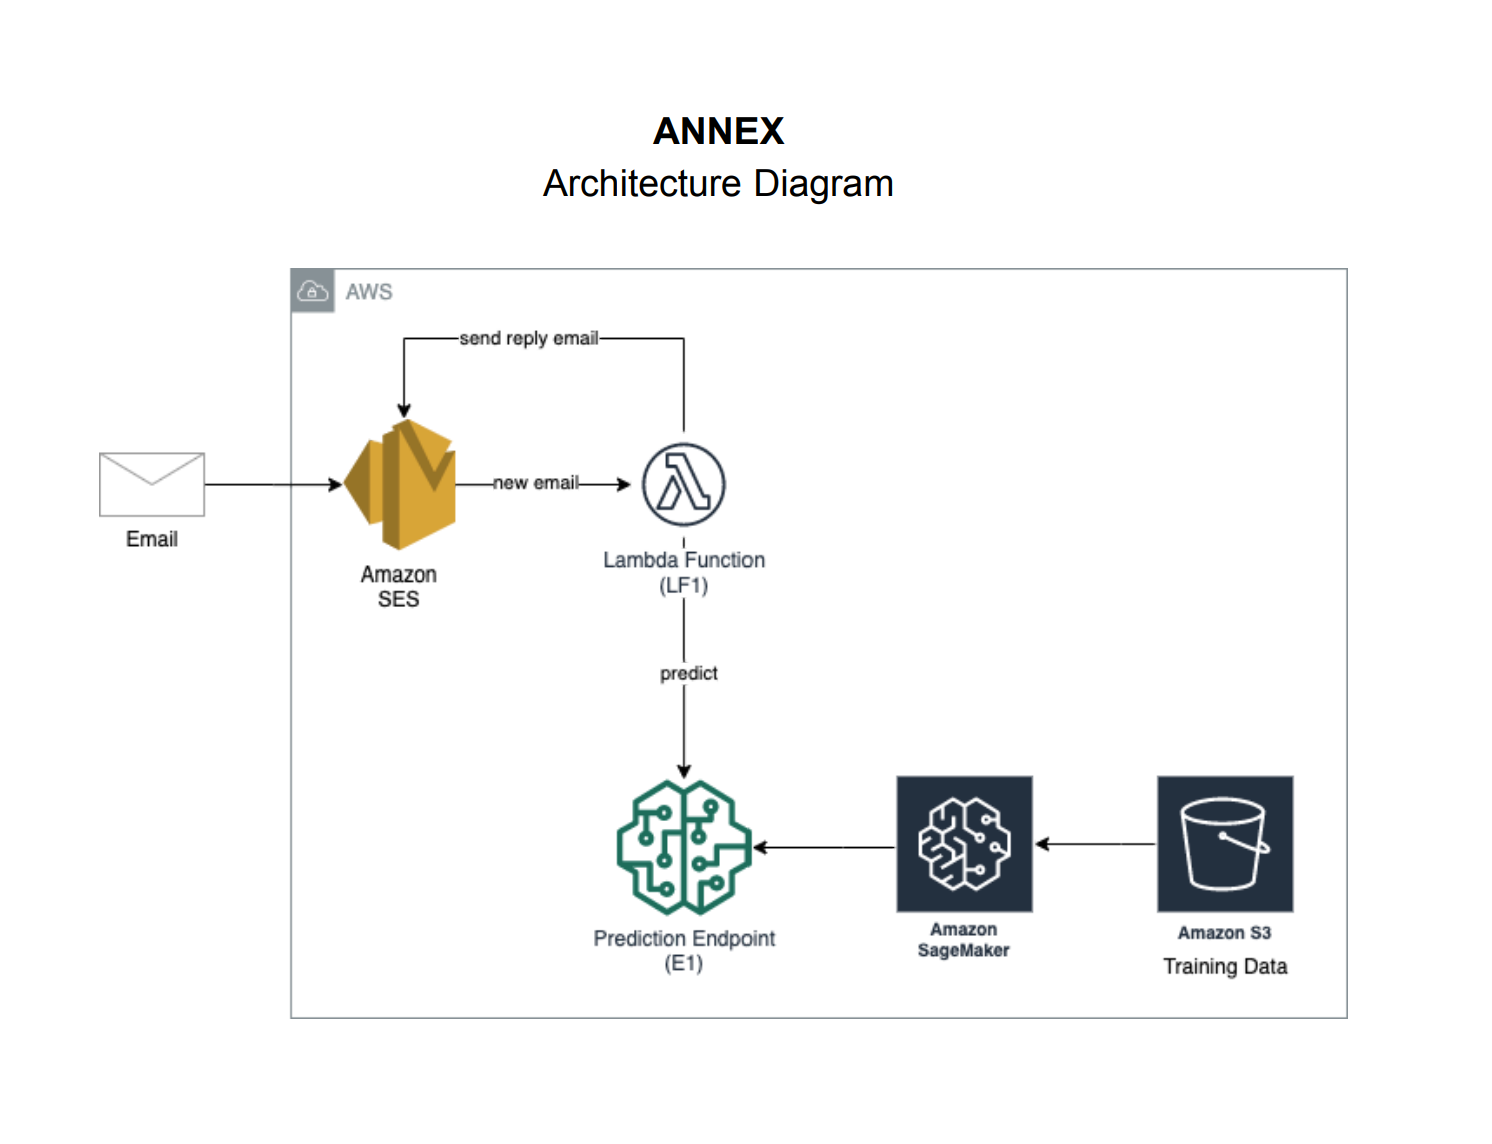 ANNEX
Architecture Diagram
AWS
send reply email
new email
Email
Amazon
SES
Lambda Function
(LF1)
predict
Prediction Endpoint
(E1)
Amazon
SageMaker
Amazon S3
Training Data